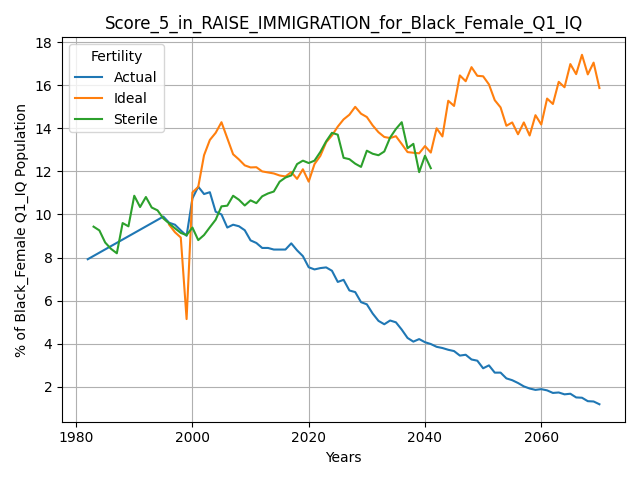 Score_5_in_RAISE_IMMIGRATION_for_Black_Female_Q1_IQ
% of Black_Female Q1_IQ Population
18
16
14
12
10
8
6
4
2
Fertility
Actual
Ideal
Sterile
1980
2000
2020
2040
2060
Years